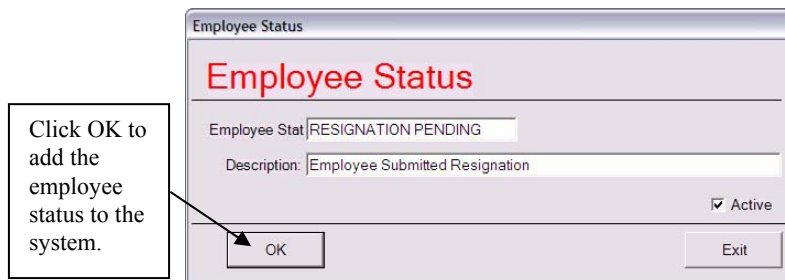 Employee Status
Employee Status
Click OK to
add the
employee
status to the
system.
Employee Stat RESIGNATION PENDING
Description: Employee Submitted Resignation
Active
OK
Exit